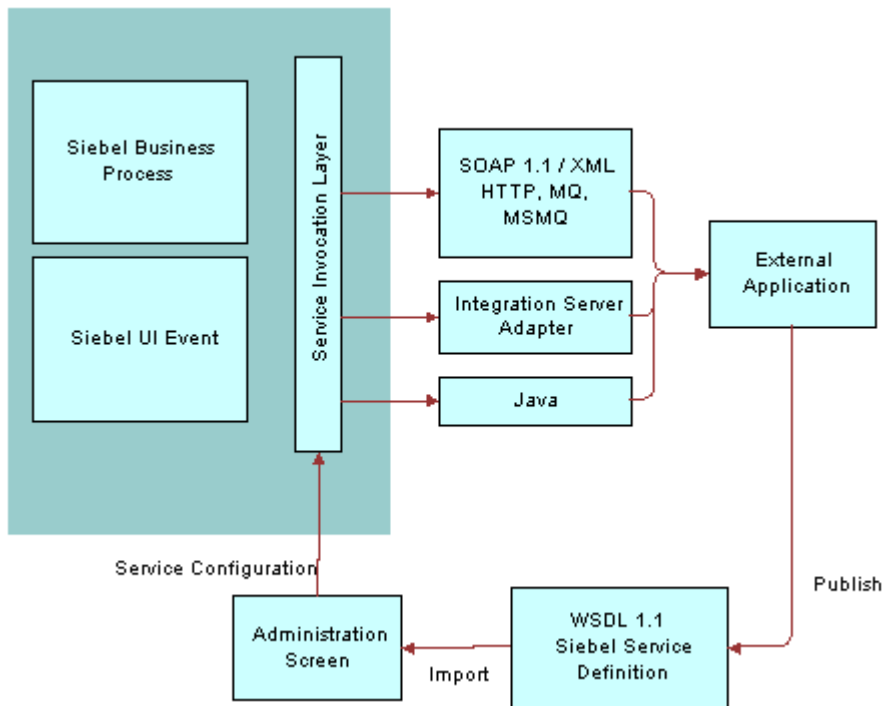 Siebel Business
Process
Siebel UI Event
Service Invocation Layer
SOAP 1.1 / XML
HTTP, MQ,
MSMQ
Integration Server
Adapter
Java
External
Application
Service Configuration
Publish
Administration
Screen
Import
WSDL 1.1
Siebel Service
Definition